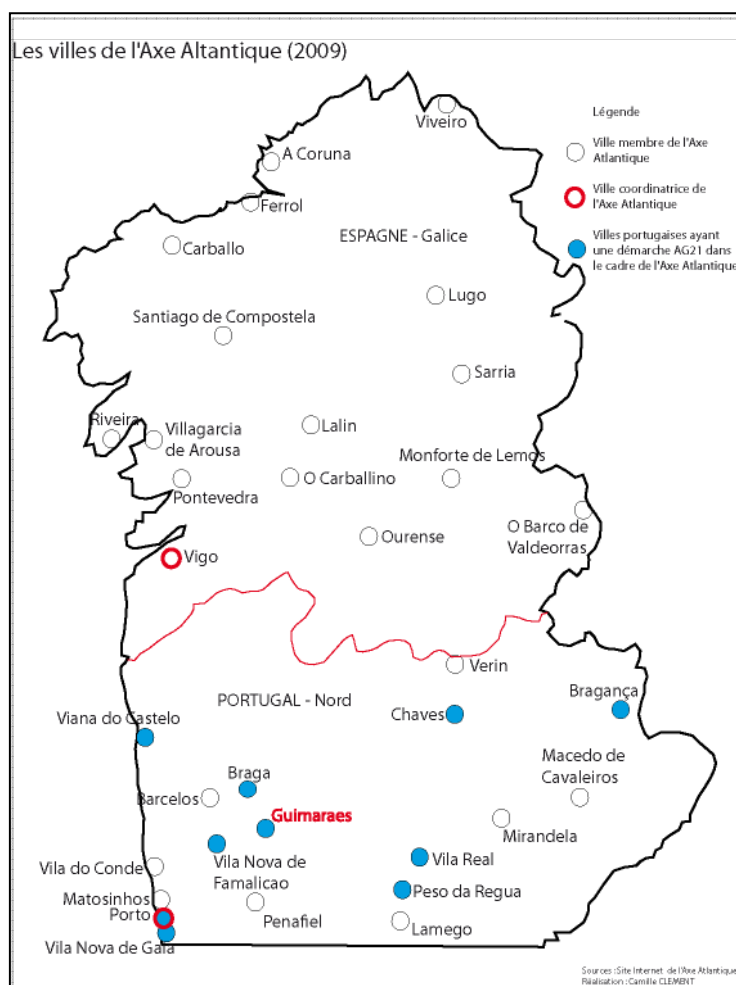 Les villes de l'Axe Altantique (2009)
Viveiro
Légende
Ville membre de l'Axe
Atlantique
Ville coordinatrice de
l'Axe Atlantique
Villes portugaises ayant
une démarche AG21 dans
le cadre de l'Axe Atlantique
A Coruna
Ferrol
ESPAGNE - Galice
Carballo
Lugo
Santiago de Compostela
Sarria
Riveira
Villagarcia
de Arousa
Lalin
Monforte de Lemos
Pontevedra
O Carballino
O Barco de
Valdeorras
Ourense
Vigo
Verin
PORTUGAL - Nord
Bragança
Chaves
Viana do Castelo
Macedo de
Cavaleiros
Braga
Barcelos
Guimaraes
Mirandela
Vila Nova de
Famalicao
Vila Real
Vila do Conde
Peso da Regua
Matosinhos
Porto
Penafiel
Lamego
Vila Nova de Gaia
Sources : Site Internet de l'Axe Atlantique
Réalisation : Camille CLEMENT